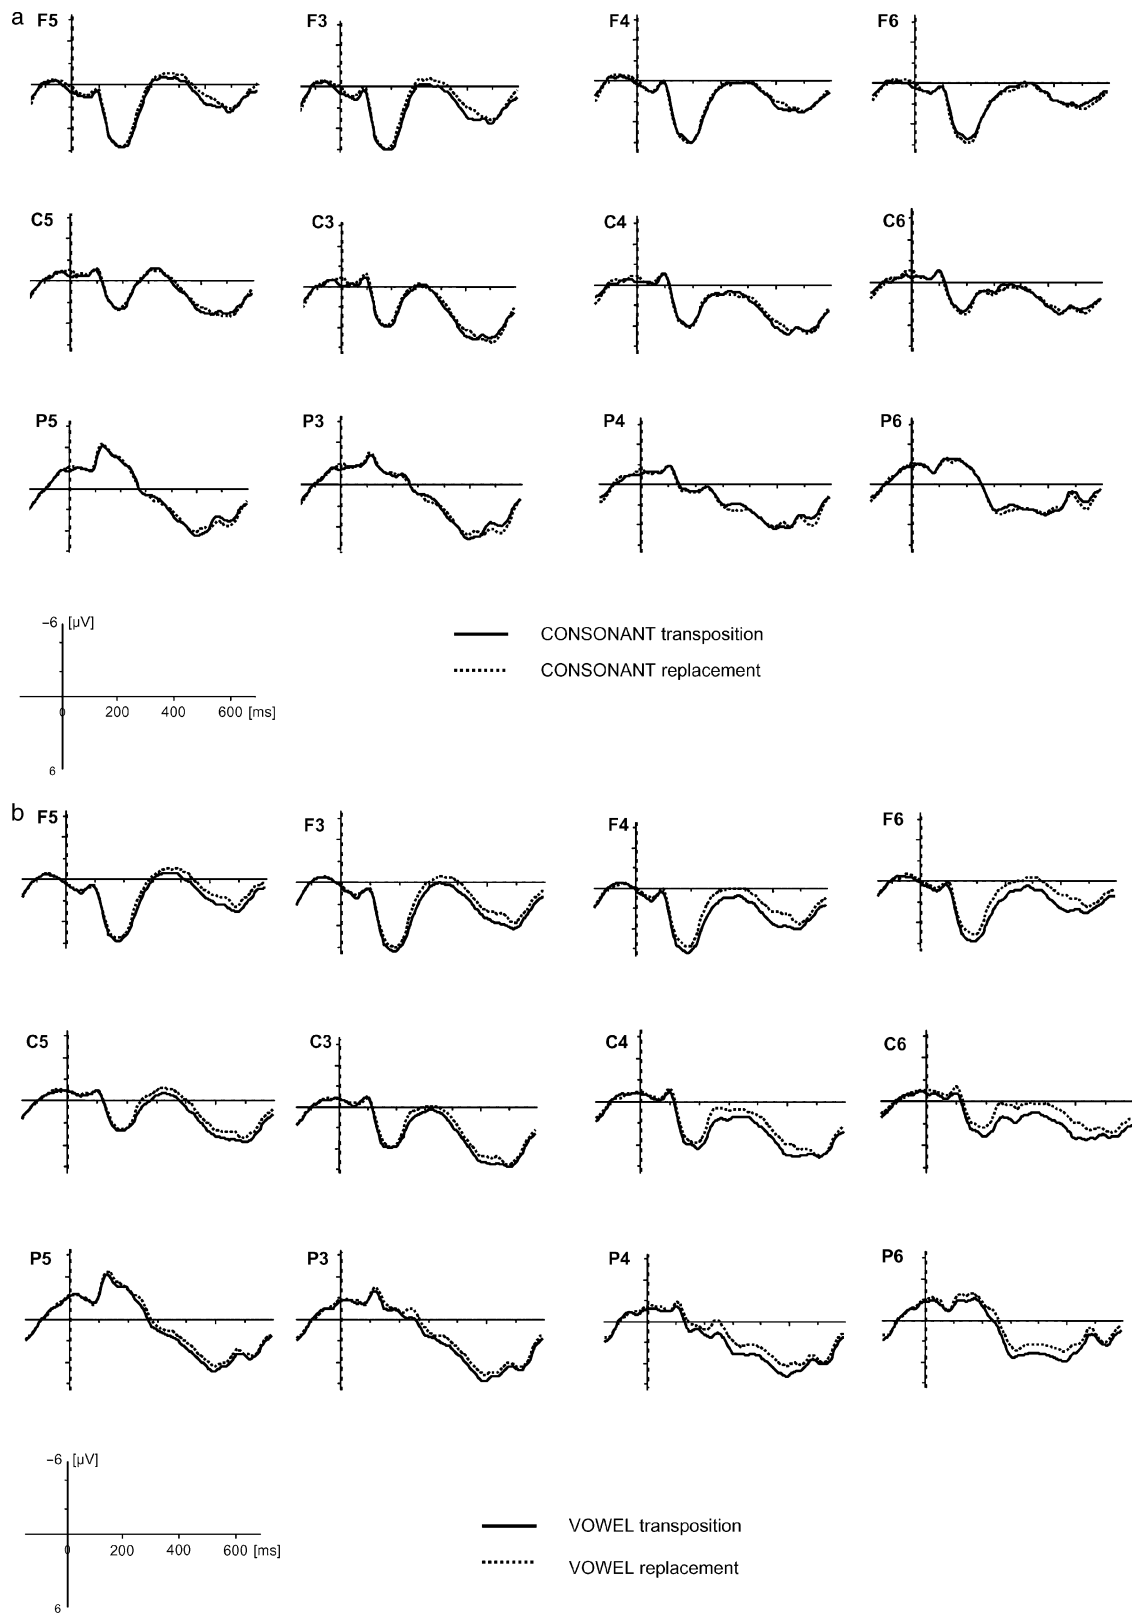 a
F5 F3 F4 F6
C5 C3 C4 C6
P5 P3 P4 P6
−6 [µV]
CONSONANT transposition
CONSONANT replacement
0 200 400 600 [ms]
6
b
F5 F3 F4 F6
C5 C3 C4 C6
P5 P3 P4 P6
−6 [µV]
VOWEL transposition
0 200 400 600 [ms]
VOWEL replacement
6